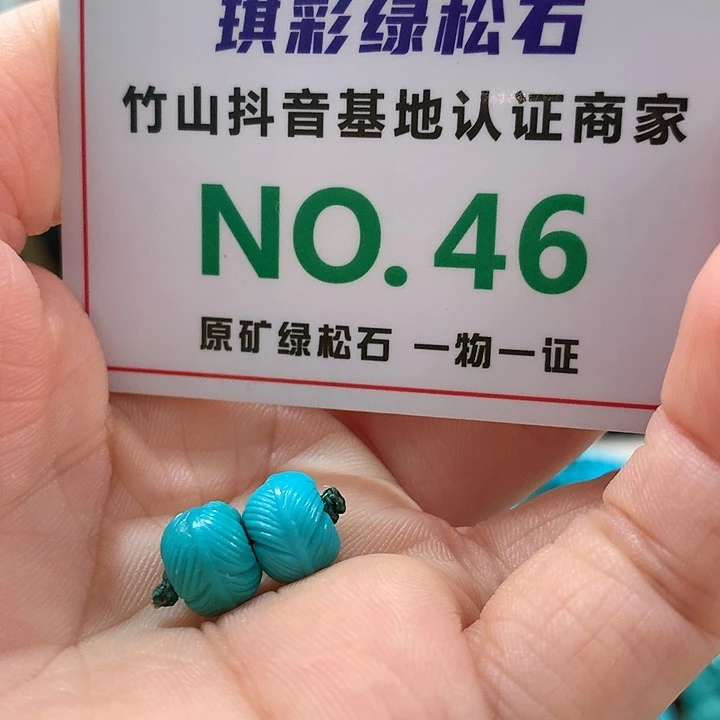 琪彩绿松石
竹山抖音基地认证商家
NO.46
原矿绿松石 一物一证